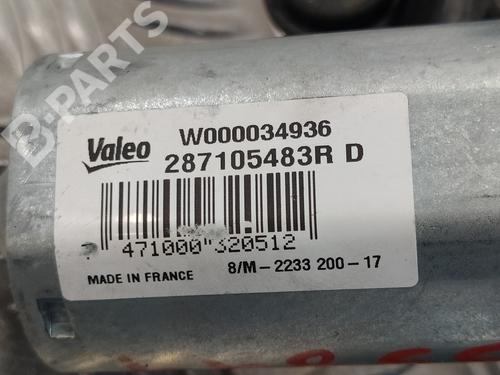 B-PARTS
Valeo
W000034936
287105483R D
471000 320512
MADE IN FRANCE
8/M-2233 200-17